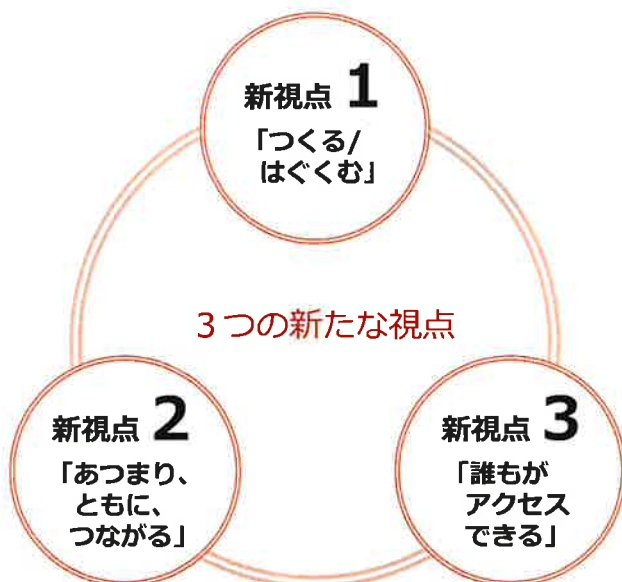 新視点 1
「つくる/
はぐくむ」
3つの新たな視点
新視点 2
「あつまり、
ともに、
つながる」
新視点 3
「誰もが
アクセス
できる」